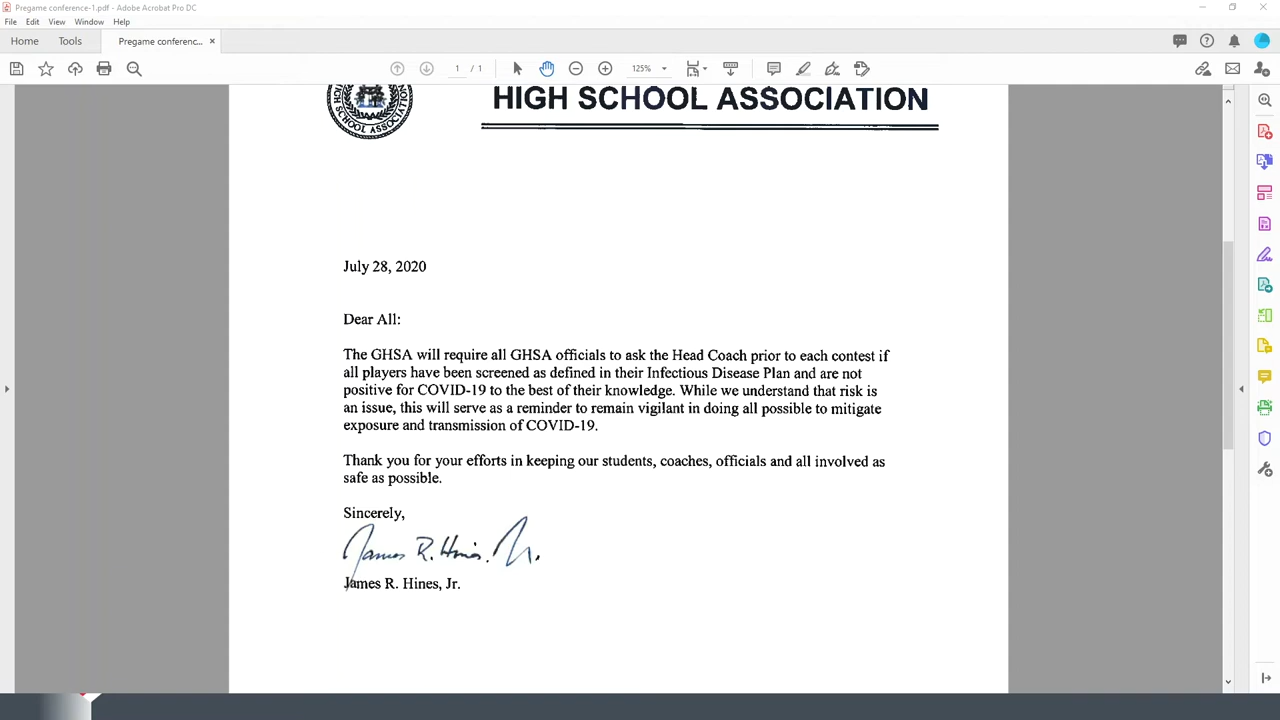 Pregame conference-1.pdf - Adobe Acrobat Pro DC
File Edit View Window Help
Home Tools Pregame conferenc... ×
1 / 1 125%
HIGH SCHOOL ASSOCIATION
HIGH SCHOOL ASSOCIATION
July 28, 2020
Dear All:
The GHSA will require all GHSA officials to ask the Head Coach prior to each contest if
all players have been screened as defined in their Infectious Disease Plan and are not
positive for COVID-19 to the best of their knowledge. While we understand that risk is
an issue, this will serve as a reminder to remain vigilant in doing all possible to mitigate
exposure and transmission of COVID-19.
Thank you for your efforts in keeping our students, coaches, officials and all involved as
safe as possible.
Sincerely,
James R. Hines, Jr.
James R. Hines, Jr.